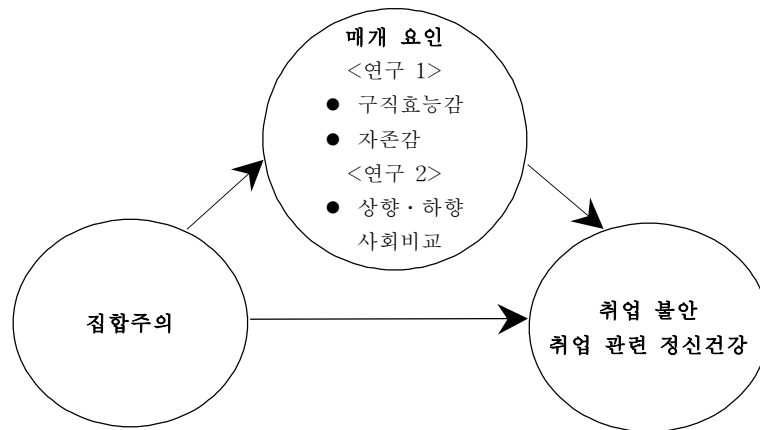 매개 요인
<연구 1>
● 구직효능감
● 자존감
<연구 2>
● 상향·하향
사회비교
집합주의
취업 불안
취업 관련 정신건강